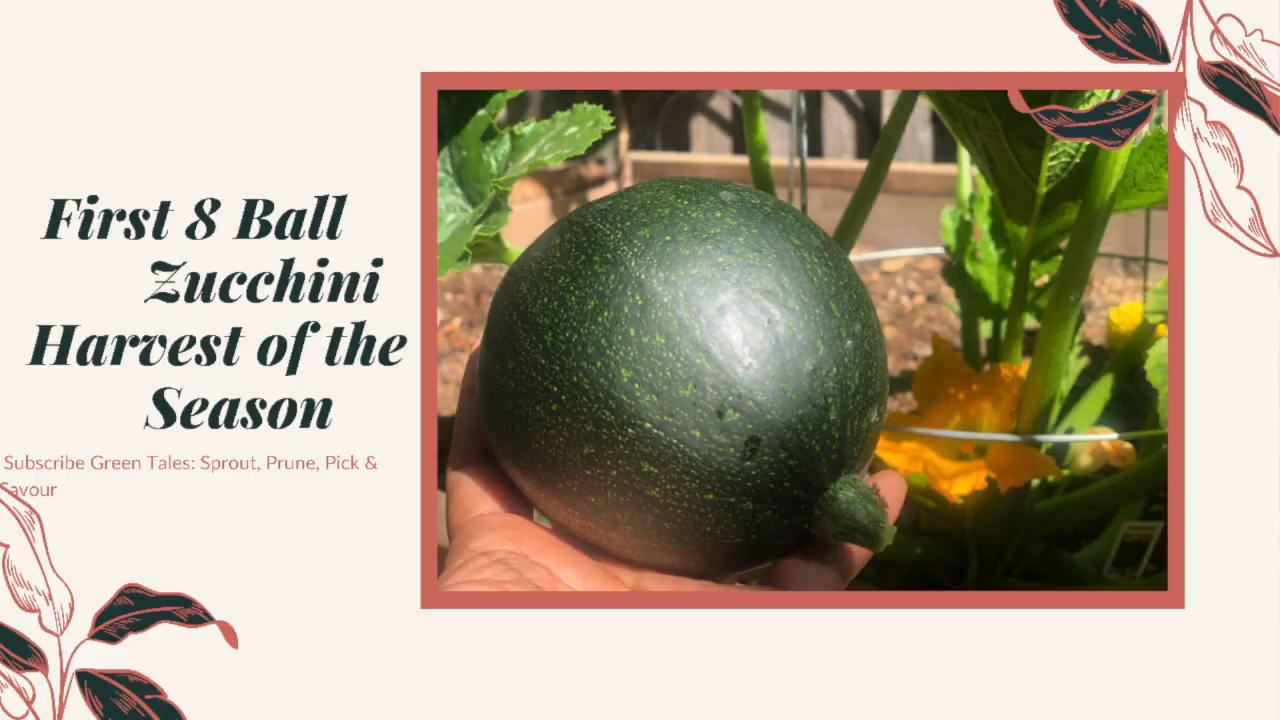 First 8 Ball
Zucchini
Harvest of the
Season
Subscribe Green Tales: Sprout, Prune, Pick &
Savour